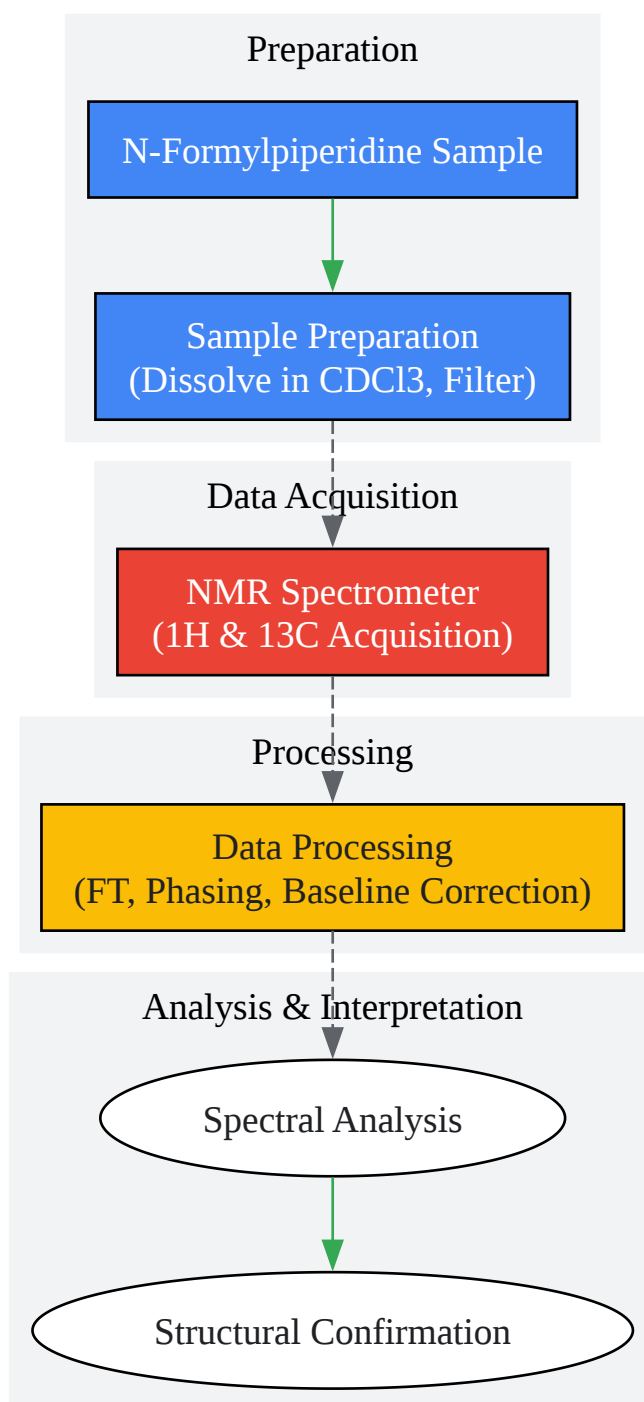 Preparation
N-Formylpiperidine Sample
Sample Preparation
(Dissolve in CDCl3, Filter)
Data Acquisition
NMR Spectrometer
(1H & 13C Acquisition)
Processing
Data Processing
(FT, Phasing, Baseline Correction)
Analysis & Interpretation
Spectral Analysis
Structural Confirmation